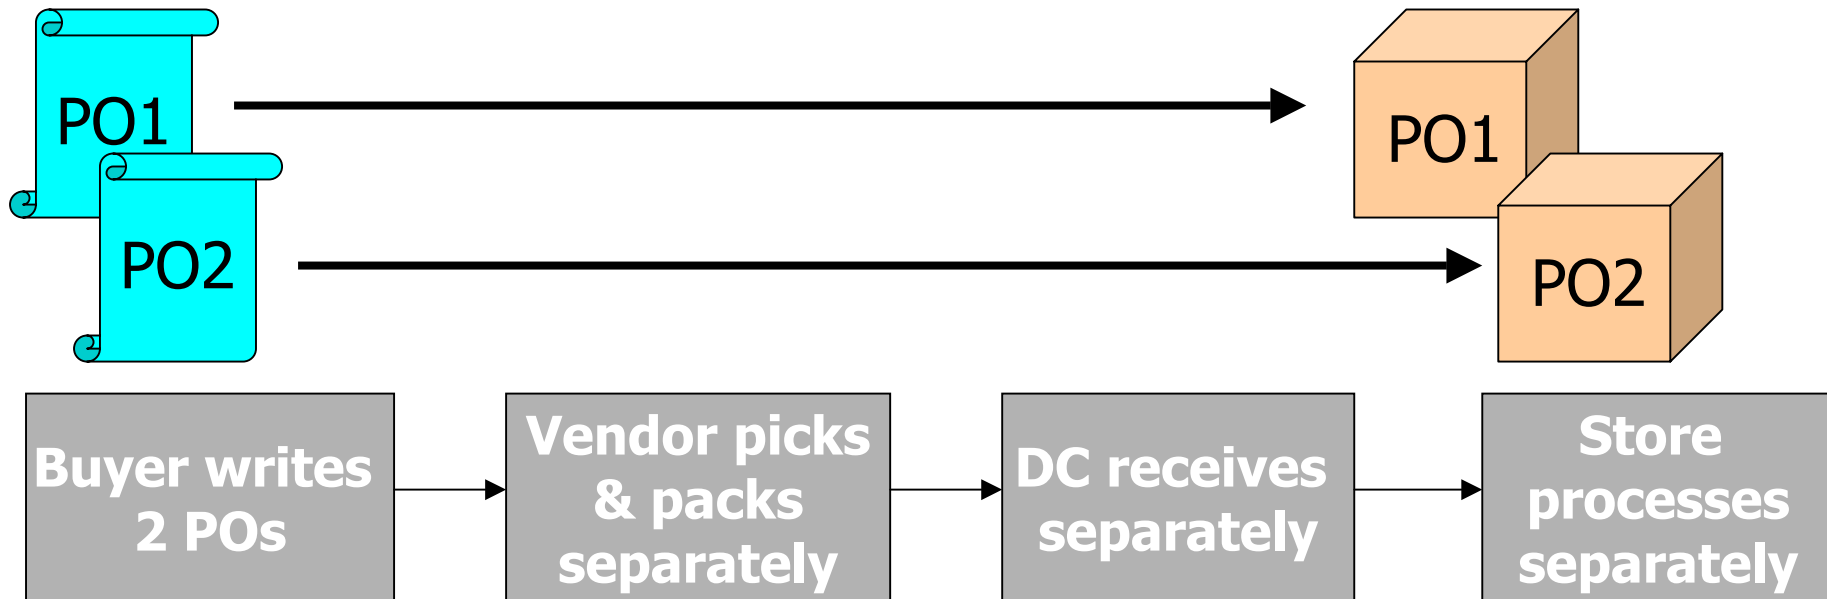 PO1
PO2
PO1
PO2
Buyer writes
2 POs
Vendor picks
& packs
separately
DC receives
separately
Store
processes
separately